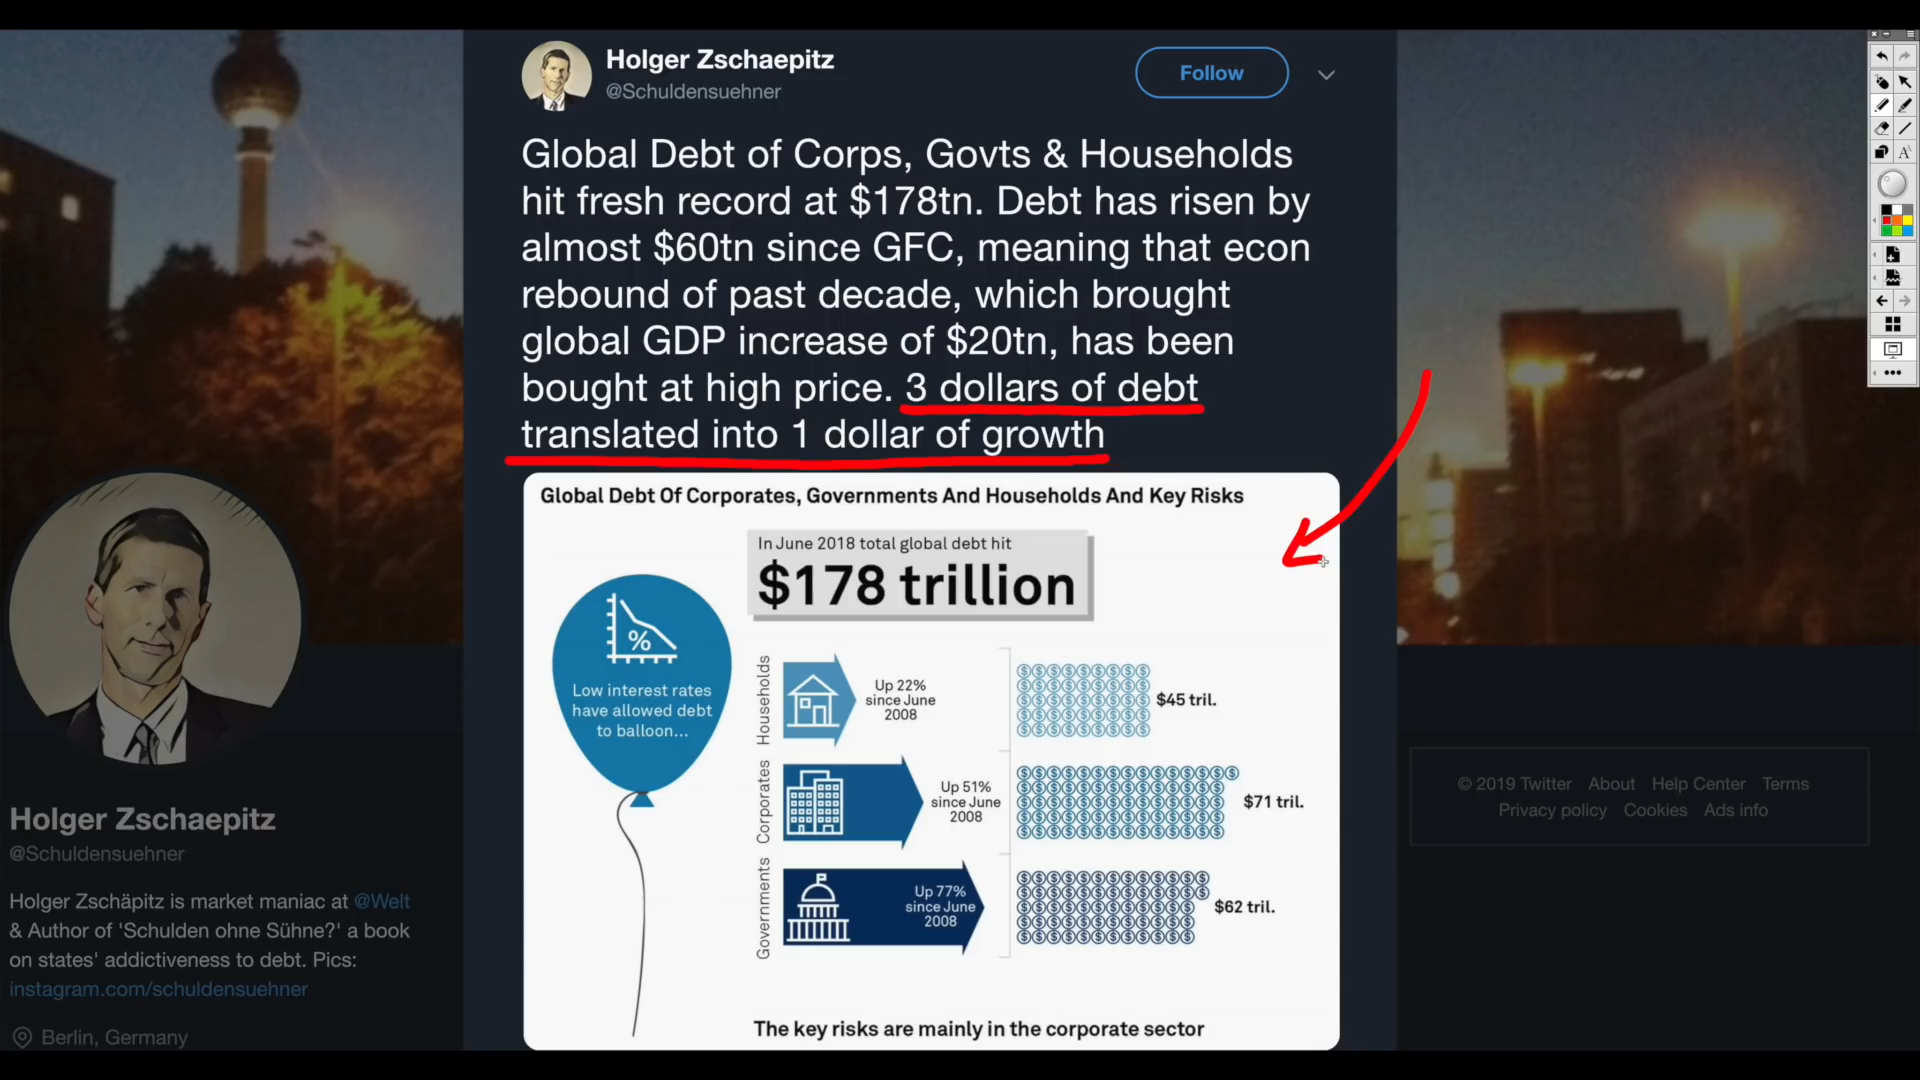 Holger Zschaepitz
@Schuldensuehner
Follow
Global Debt of Corps, Govts & Households
hit fresh record at $178tn. Debt has risen by
almost $60tn since GFC, meaning that econ
rebound of past decade, which brought
global GDP increase of $20tn, has been
bought at high price. 3 dollars of debt
translated into 1 dollar of growth
Global Debt Of Corporates, Governments And Households And Key Risks
In June 2018 total global debt hit
$178 trillion
%
Low interest rates
have allowed debt
to balloon...
Households
Up 22%
since June
2008
$45 tril.
Corporates
Up 51%
since June
2008
$71 tril.
Governments
Up 77%
since June
2008
$62 tril.
The key risks are mainly in the corporate sector
Holger Zschaepitz
@Schuldensuehner
Holger Zschäpitz is market maniac at @Welt
& Author of 'Schulden ohne Sühne?' a book
on states' addictiveness to debt. Pics:
instagram.com/schuldensuehner
Berlin, Germany
© 2019 Twitter About Help Center Terms
Privacy policy Cookies Ads info